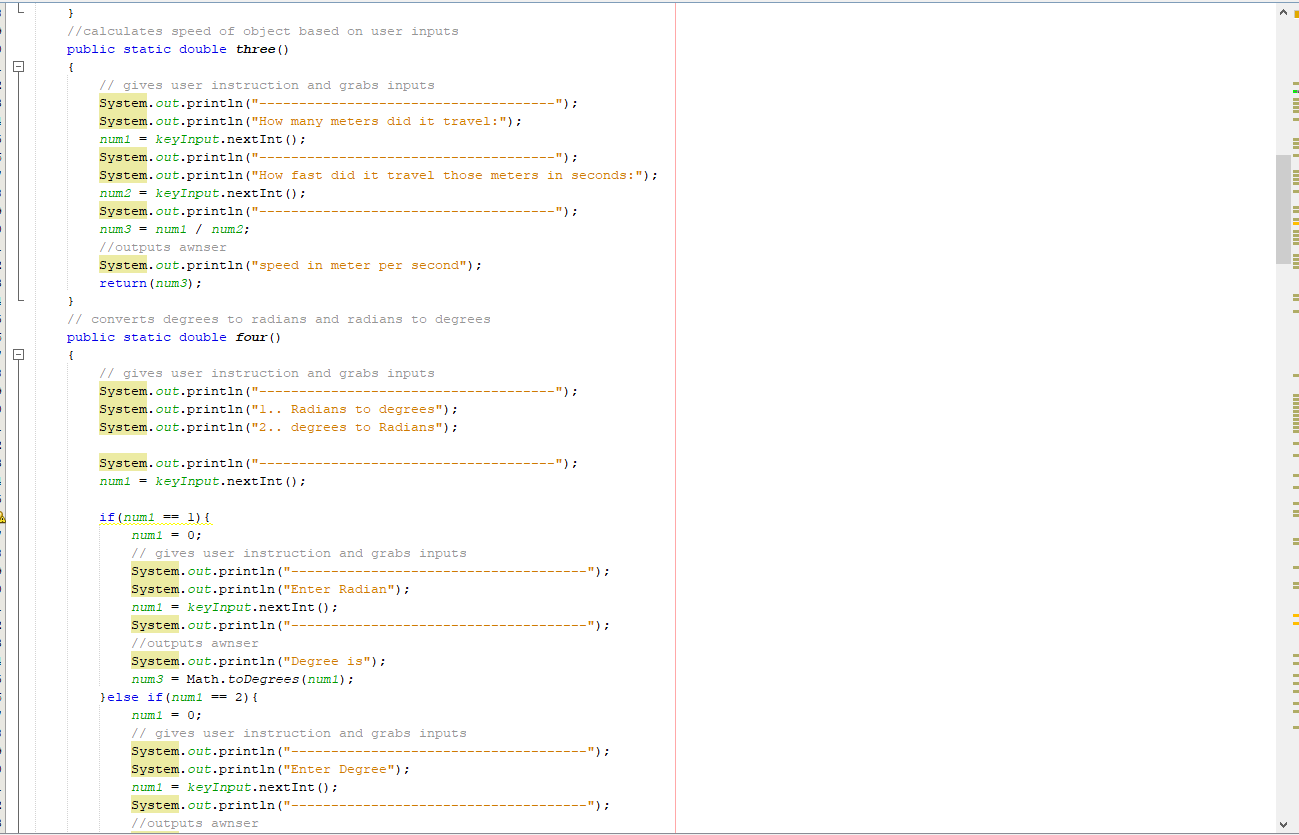 }
//calculates speed of object based on user inputs
public static double three()
{
// gives user instruction and grabs inputs
System.out.println("-------------------------------------");
System.out.println("How many meters did it travel:");
num1 = keyInput.nextInt();
System.out.println("-------------------------------------");
System.out.println("How fast did it travel those meters in seconds:");
num2 = keyInput.nextInt();
System.out.println("-------------------------------------");
num3 = num1 / num2;
//outputs awnser
System.out.println("speed in meter per second");
return(num3);
}
// converts degrees to radians and radians to degrees
public static double four()
{
// gives user instruction and grabs inputs
System.out.println("-------------------------------------");
System.out.println("1.. Radians to degrees");
System.out.println("2.. degrees to Radians");
System.out.println("-------------------------------------");
num1 = keyInput.nextInt();
if(num1 == 1){
num1 = 0;
// gives user instruction and grabs inputs
System.out.println("-------------------------------------");
System.out.println("Enter Radian");
num1 = keyInput.nextInt();
System.out.println("-------------------------------------");
//outputs awnser
System.out.println("Degree is");
num3 = Math.toDegrees(num1);
}else if(num1 == 2){
num1 = 0;
// gives user instruction and grabs inputs
System.out.println("-------------------------------------");
System.out.println("Enter Degree");
num1 = keyInput.nextInt();
System.out.println("-------------------------------------");
//outputs awnser